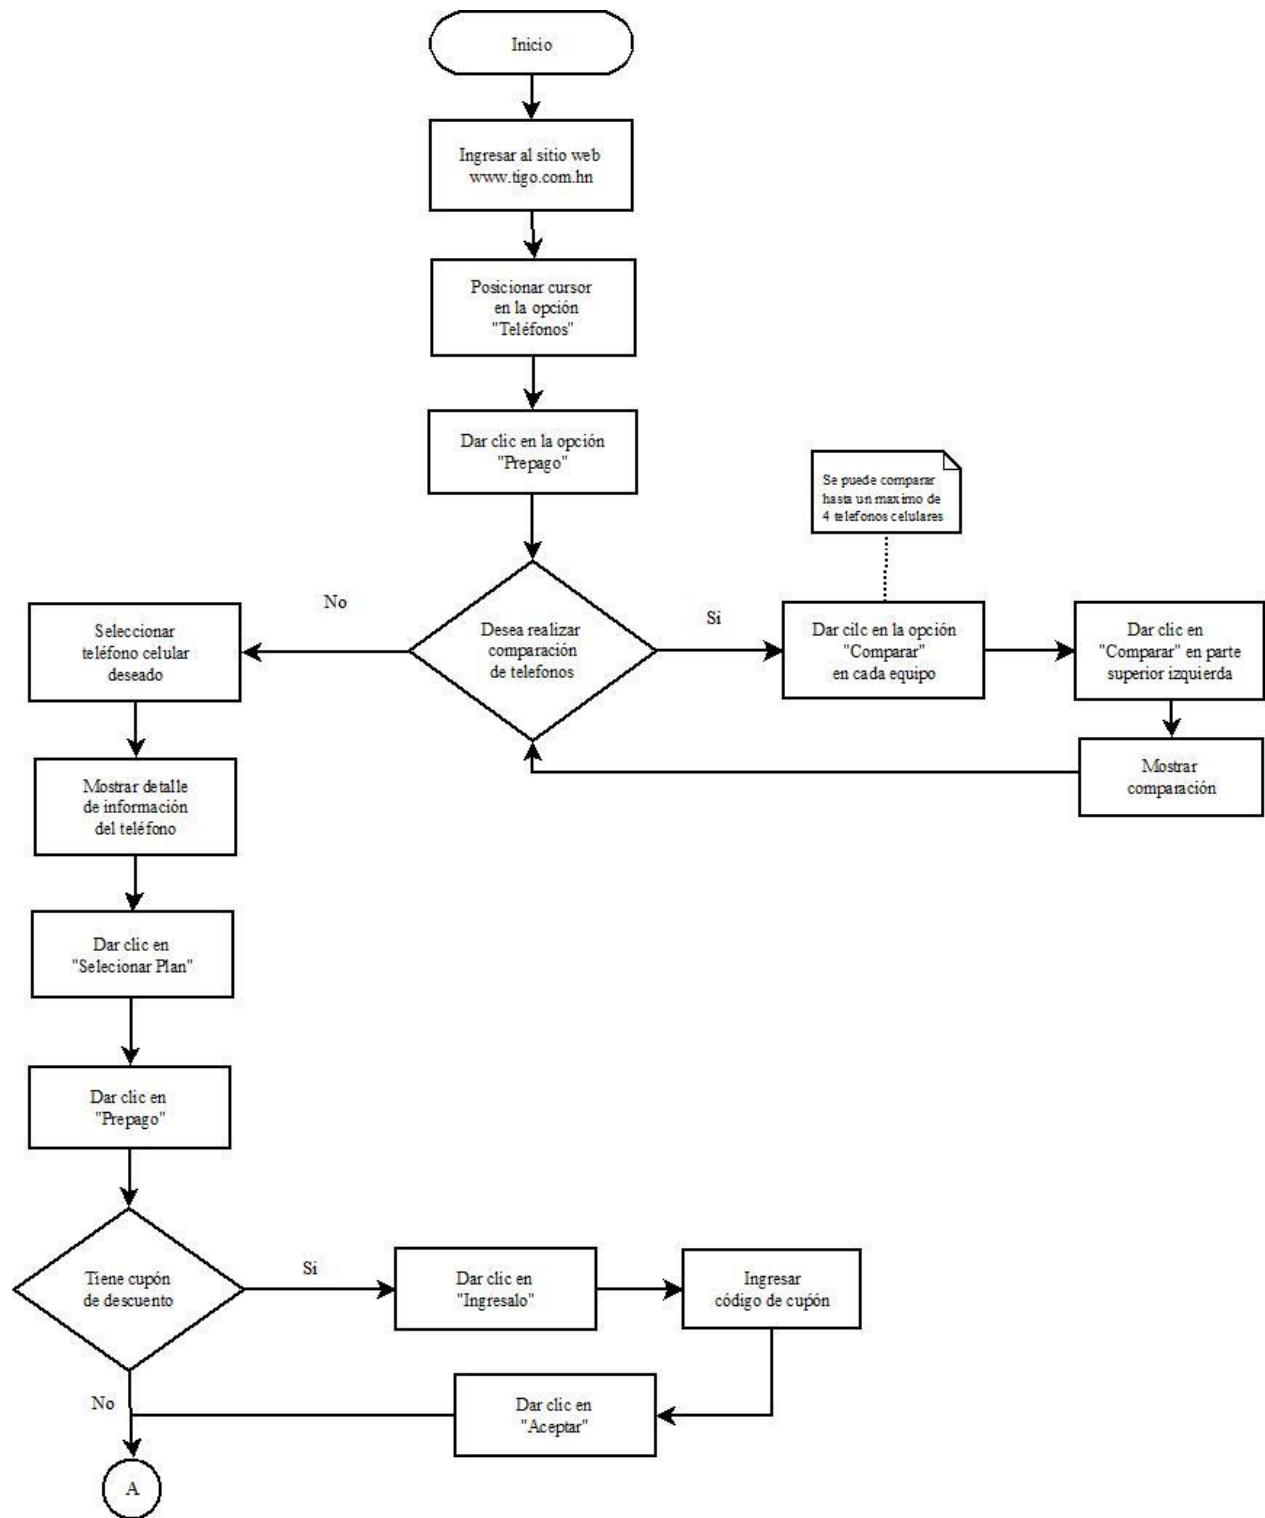 Inicio
Ingresar al sitio web
www.tigo.com.hn
Posicionar cursor
en la opción
"Teléfonos"
Dar clic en la opción
"Prepago"
Se puede comparar
hasta un maximo de
4 telefonos celulares
No
Desea realizar
comparación
de telefonos
Si
Dar cilc en la opción
"Comparar"
en cada equipo
Dar clic en
"Comparar" en parte
superior izquierda
Mostrar
comparación
Seleccionar
teléfono celular
deseado
Mostrar detalle
de información
del teléfono
Dar clic en
"Selecionar Plan"
Dar clic en
"Prepago"
Tiene cupón
de descuento
Si
Dar clic en
"Ingresalo"
Ingresar
código de cupón
No
Dar clic en
"Aceptar"
A